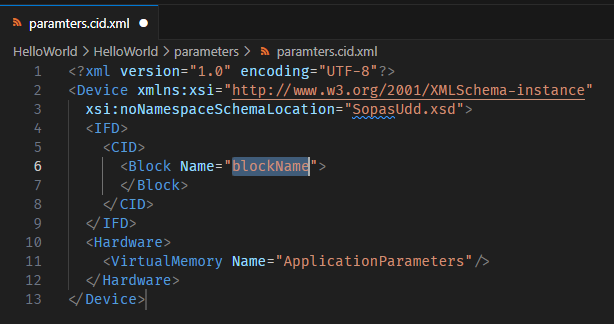 paramters.cid.xml
HelloWorld > HelloWorld > parameters > paramters.cid.xml
1 <?xml version="1.0" encoding="UTF-8"?>
2 <Device xmlns:xsi="http://www.w3.org/2001/XMLSchema-instance"
3 xsi:noNamespaceSchemaLocation="SopasUdd.xsd">
4 <IFD>
5 <CID>
6 <Block Name="blockName">
7 </Block>
8 </CID>
9 </IFD>
10 <Hardware>
11 <VirtualMemory Name="ApplicationParameters"/>
12 </Hardware>
13 </Device>